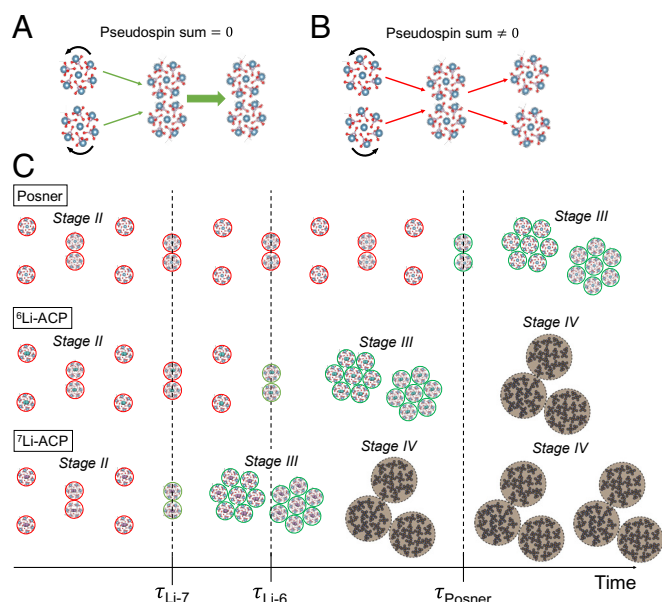 A
Pseudospin sum = 0
B
Pseudospin sum ≠ 0
C
Posner
Stage II
Stage III
⁶Li-ACP
Stage II
Stage III
Stage IV
⁷Li-ACP
Stage II
Stage III
Stage IV
Stage IV
τLi-7
τLi-6
τPosner
Time